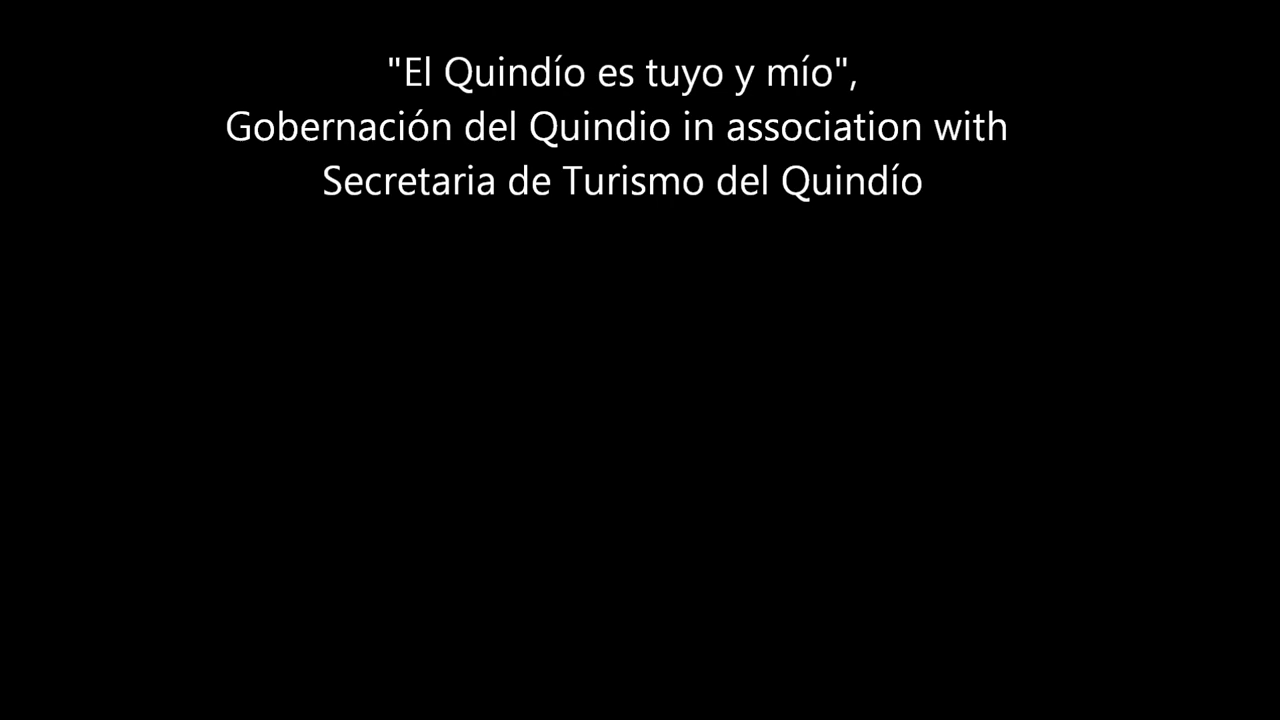 "El Quindío es tuyo y mío",
Gobernación del Quindio in association with
Secretaria de Turismo del Quindío